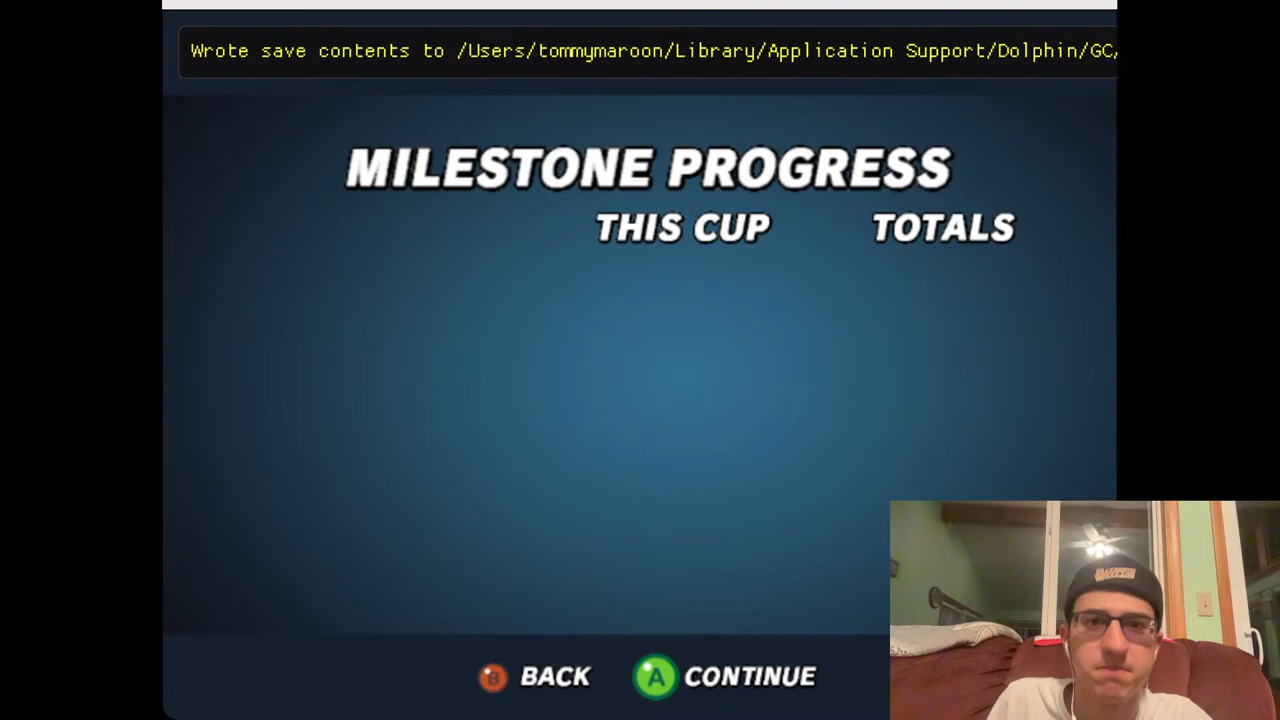 Wrote save contents to /Users/tommymaroon/Library/Application Support/Dolphin/GC/
MILESTONE PROGRESS
THIS CUP TOTALS
B BACK A CONTINUE